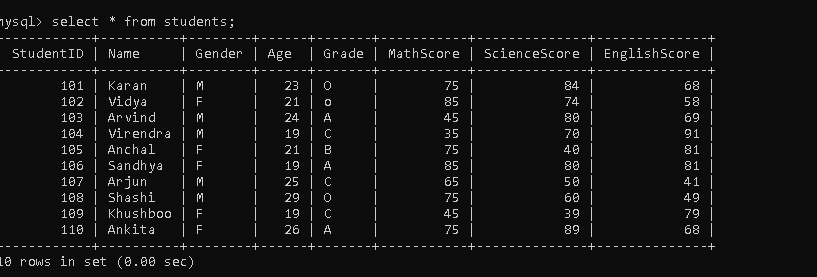 mysql> select * from students;
StudentID | Name | Gender | Age | Grade | MathScore | ScienceScore | EnglishScore |
101 | Karan | M | 23 | O | 75 | 84 | 68 |
102 | Vidya | F | 21 | o | 85 | 74 | 58 |
103 | Arvind | M | 24 | A | 45 | 80 | 69 |
104 | Virendra | M | 19 | C | 35 | 70 | 91 |
105 | Anchal | F | 21 | B | 75 | 40 | 81 |
106 | Sandhya | F | 19 | A | 85 | 80 | 81 |
107 | Arjun | M | 25 | C | 65 | 50 | 41 |
108 | Shashi | M | 29 | O | 75 | 60 | 49 |
109 | Khushboo | F | 19 | C | 45 | 39 | 79 |
110 | Ankita | F | 26 | A | 75 | 89 | 68 |
10 rows in set (0.00 sec)